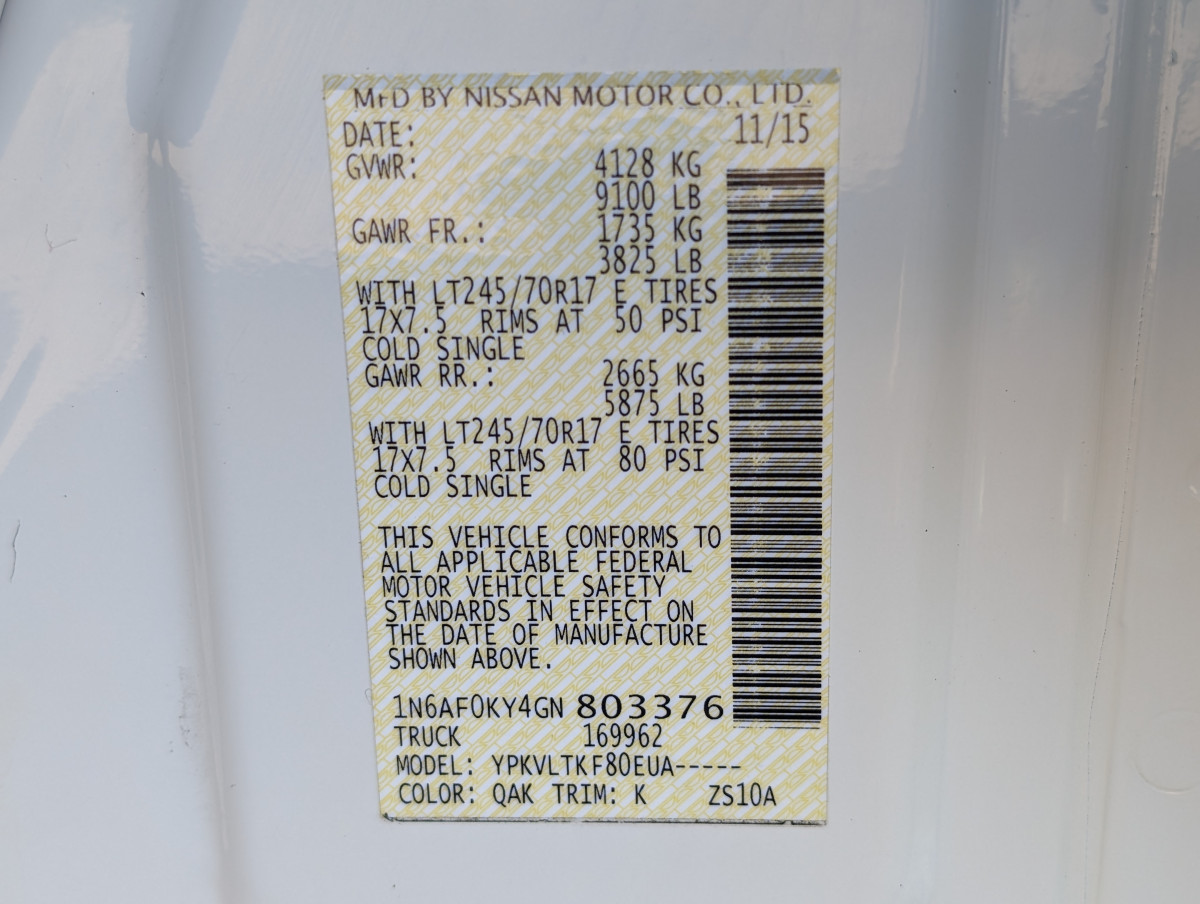 MFD BY NISSAN MOTOR CO., LTD.
DATE: 11/15
GVWR: 4128 KG
9100 LB
GAWR FR.: 1735 KG
3825 LB
WITH LT245/70R17 E TIRES
17X7.5 RIMS AT 50 PSI
COLD SINGLE
GAWR RR.: 2665 KG
5875 LB
WITH LT245/70R17 E TIRES
17X7.5 RIMS AT 80 PSI
COLD SINGLE
THIS VEHICLE CONFORMS TO
ALL APPLICABLE FEDERAL
MOTOR VEHICLE SAFETY
STANDARDS IN EFFECT ON
THE DATE OF MANUFACTURE
SHOWN ABOVE.
1N6AF0KY4GN 803376
TRUCK 169962
MODEL: YPKVLTKF80EUA-----
COLOR: QAK TRIM: K ZS10A